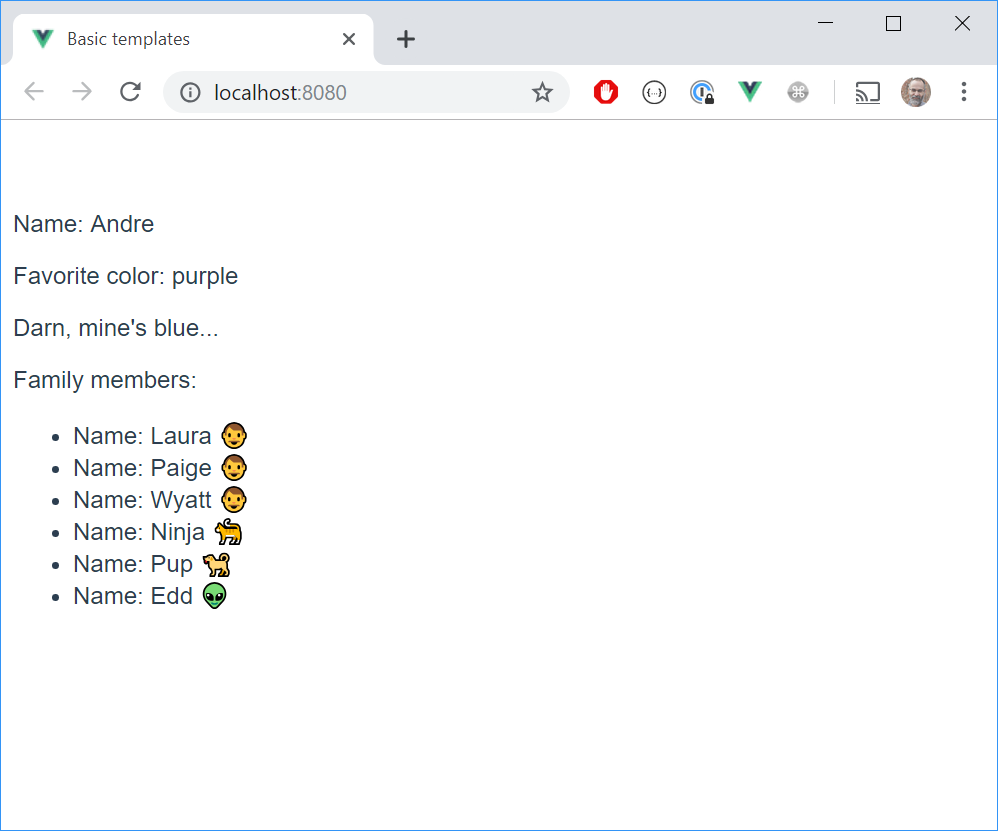 Basic templates
localhost:8080
Name: Andre
Favorite color: purple
Darn, mine's blue...
Family members:
• Name: Laura 👨
• Name: Paige 👨
• Name: Wyatt 👨
• Name: Ninja 🐈
• Name: Pup 🐕
• Name: Edd 👽